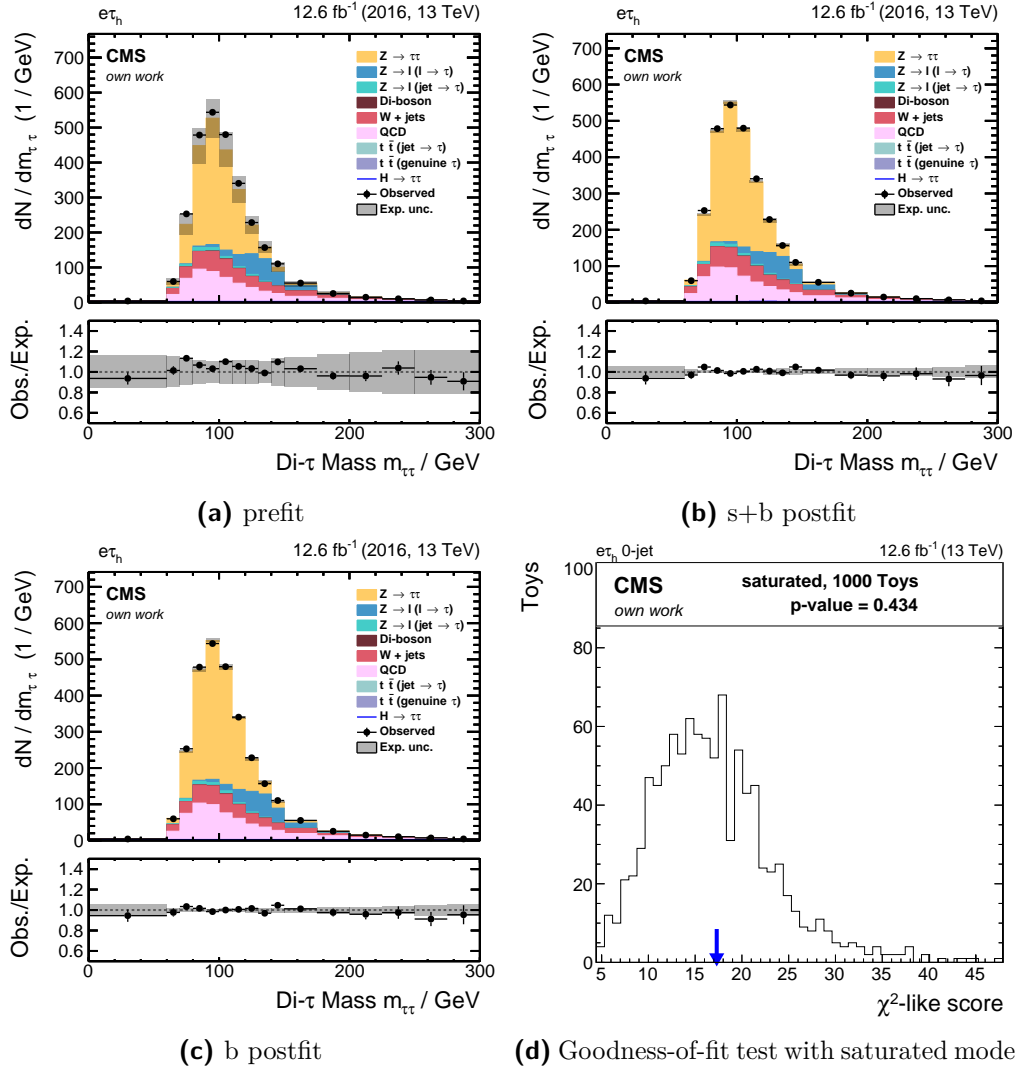 eτh 12.6 fb-1 (2016, 13 TeV)
dN / dmττ (1 / GeV)
700
600
500
400
300
200
100
0
CMS
own work
Z → ττ
Z → l (l → τ)
Z → l (jet → τ)
Di-boson
W + jets
QCD
t t̄ (jet → τ)
t t̄ (genuine τ)
H → ττ
Observed
Exp. unc.
Obs./Exp.
1.4
1.2
1.0
0.8
0.6
0 100 200 300
Di-τ Mass mττ / GeV
(a) prefit
eτh 12.6 fb-1 (2016, 13 TeV)
dN / dmττ (1 / GeV)
700
600
500
400
300
200
100
0
CMS
own work
Z → ττ
Z → l (l → τ)
Z → l (jet → τ)
Di-boson
W + jets
QCD
t t̄ (jet → τ)
t t̄ (genuine τ)
H → ττ
Observed
Exp. unc.
Obs./Exp.
1.4
1.2
1.0
0.8
0.6
0 100 200 300
Di-τ Mass mττ / GeV
(b) s+b postfit
eτh 12.6 fb-1 (2016, 13 TeV)
dN / dmττ (1 / GeV)
700
600
500
400
300
200
100
0
CMS
own work
Z → ττ
Z → l (l → τ)
Z → l (jet → τ)
Di-boson
W + jets
QCD
t t̄ (jet → τ)
t t̄ (genuine τ)
H → ττ
Observed
Exp. unc.
Obs./Exp.
1.4
1.2
1.0
0.8
0.6
0 100 200 300
Di-τ Mass mττ / GeV
(c) b postfit
eτh 0-jet 12.6 fb-1 (13 TeV)
Toys
100
80
60
40
20
0
CMS
own work
saturated, 1000 Toys
p-value = 0.434
5 10 15 20 25 30 35 40 45
χ2-like score
(d) Goodness-of-fit test with saturated mode